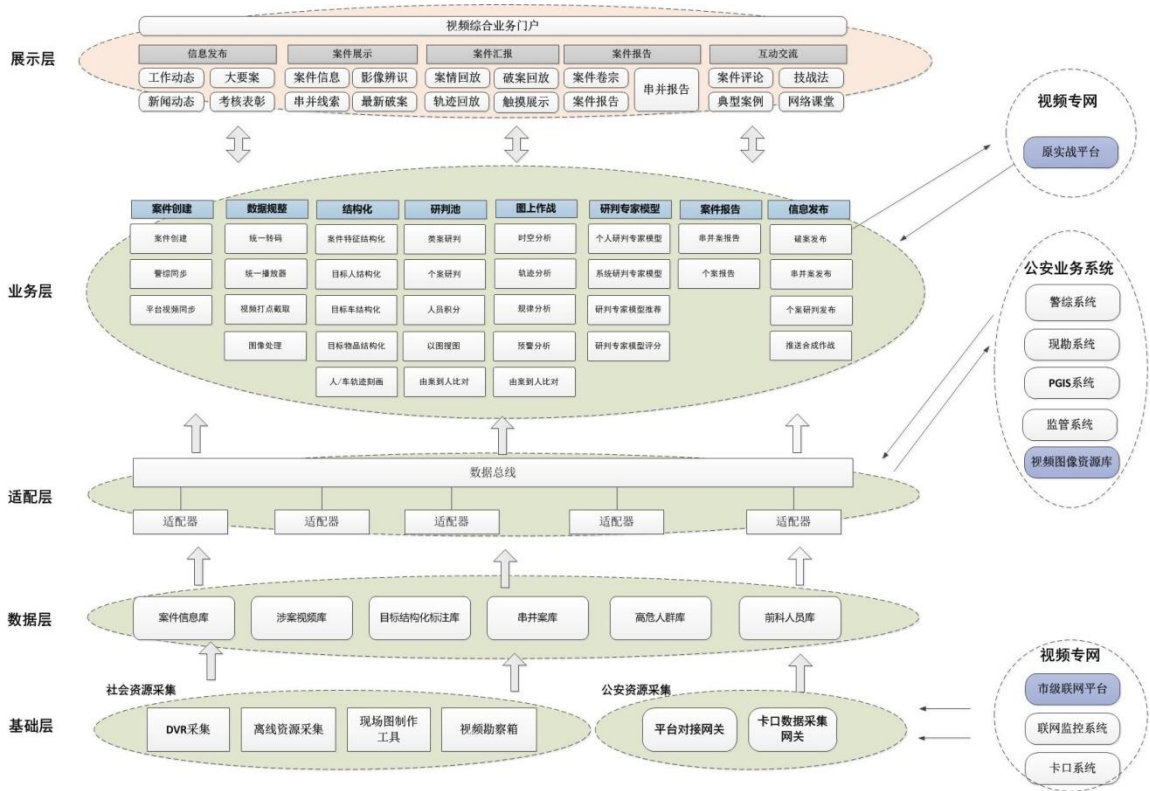 展示层
视频综合业务门户
信息发布
案件展示
案件汇报
案件报告
互动交流
工作动态
大要案
新闻动态
考核表彰
案件信息
影像辨识
串并线索
最新破案
案情回放
破案回放
轨迹回放
触摸展示
案件卷宗
案件报告
串并报告
案件评论
技战法
典型案例
网络课堂
业务层
案件创建
案件创建
警综同步
平台视频同步
数据规整
统一转码
统一播放器
视频打点截取
图像处理
结构化
案件特征结构化
目标人结构化
目标车结构化
目标物品结构化
人/车轨迹刻画
研判池
类案研判
个案研判
人员积分
以图搜图
由案到人比对
图上作战
时空分析
轨迹分析
规律分析
预警分析
由案到人比对
研判专家模型
个人研判专家模型
系统研判专家模型
研判专家模型推荐
研判专家模型评分
案件报告
串并案报告
个案报告
信息发布
破案发布
串并案发布
个案研判发布
推送合成作战
适配层
数据总线
适配器
适配器
适配器
适配器
适配器
数据层
案件信息库
涉案视频库
目标结构化标注库
串并案库
高危人群库
前科人员库
基础层
社会资源采集
DVR采集
离线资源采集
现场图制作
工具
视频勘察箱
公安资源采集
平台对接网关
卡口数据采集
网关
视频专网
原实战平台
公安业务系统
警综系统
现勘系统
PGIS系统
监管系统
视频图像资源库
视频专网
市级联网平台
联网监控系统
卡口系统